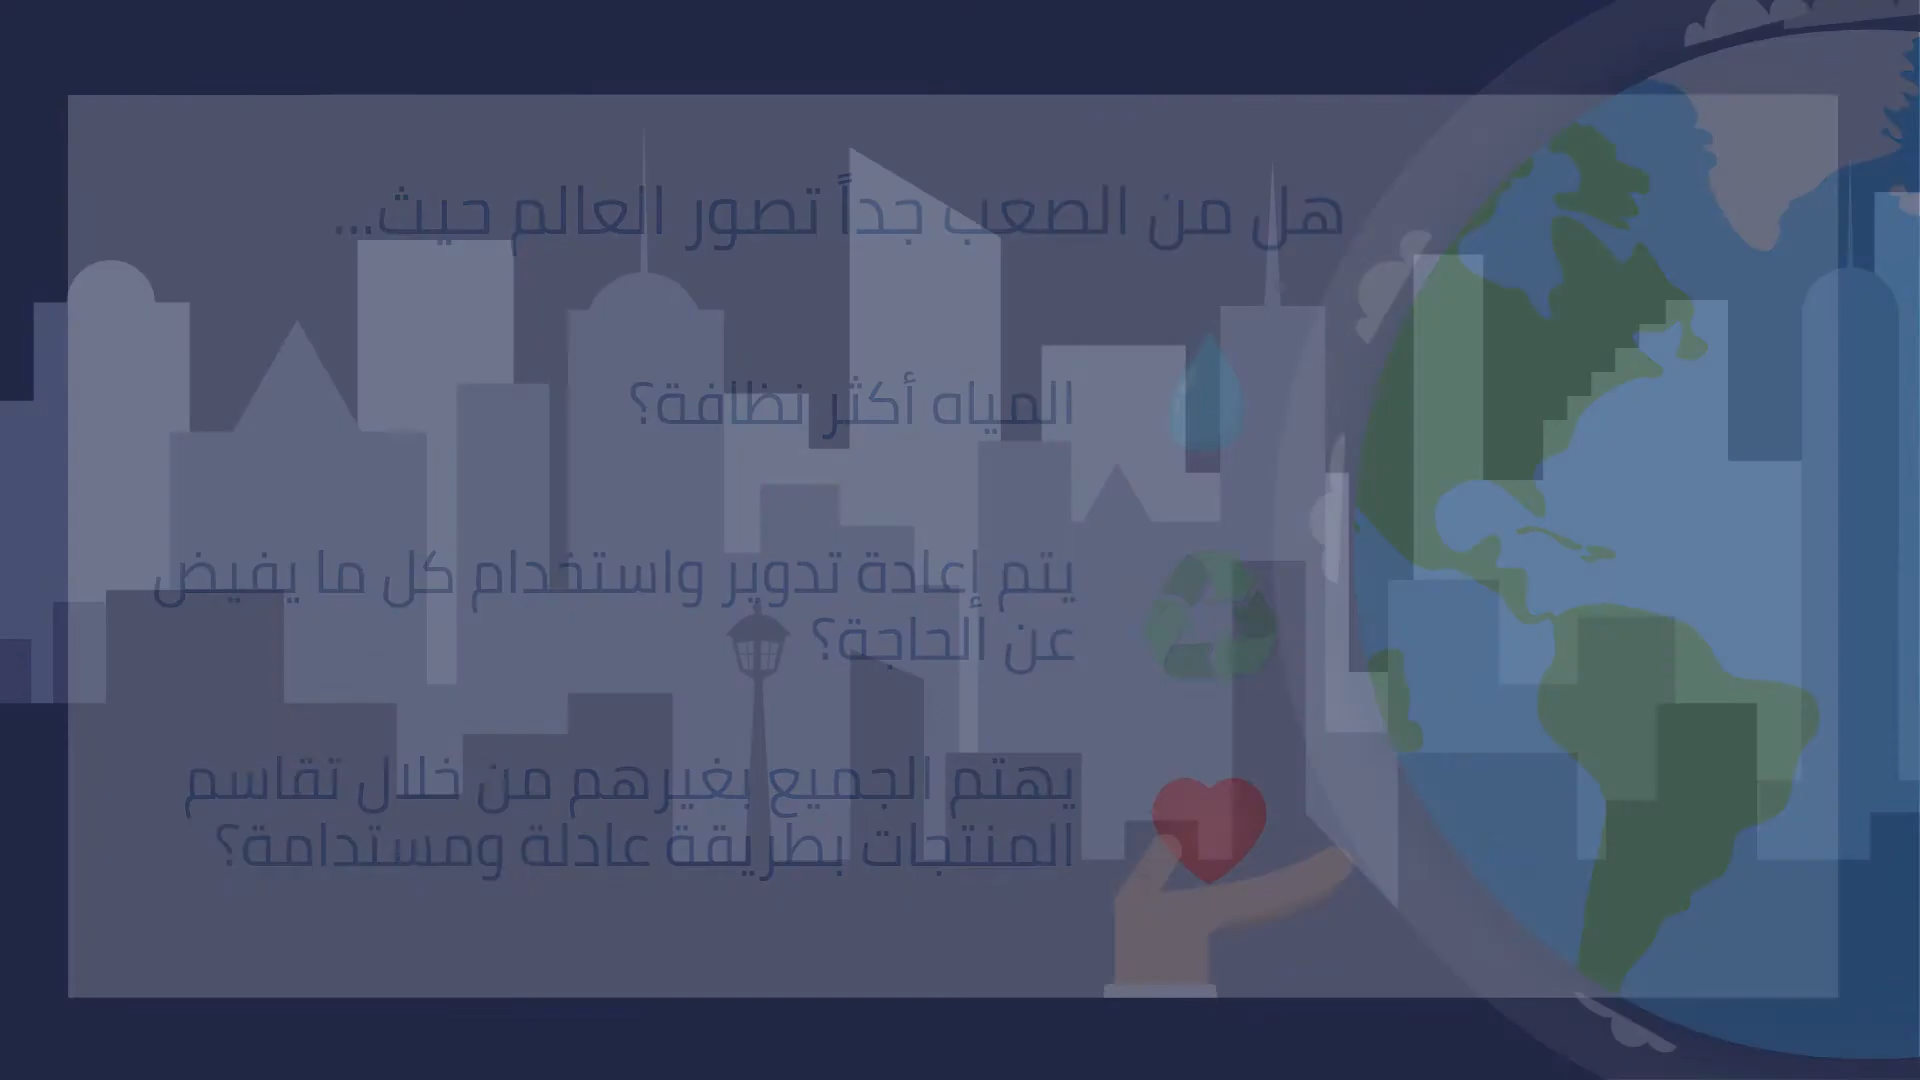 هل من الصعب جداً تصور العالم حيث...
المياه أكثر نظافة؟
يتم إعادة تدوير واستخدام كل ما يفيض
عن الحاجة؟
يهتم الجميع بغيرهم من خلال تقاسم
المنتجات بطريقة عادلة ومستدامة؟